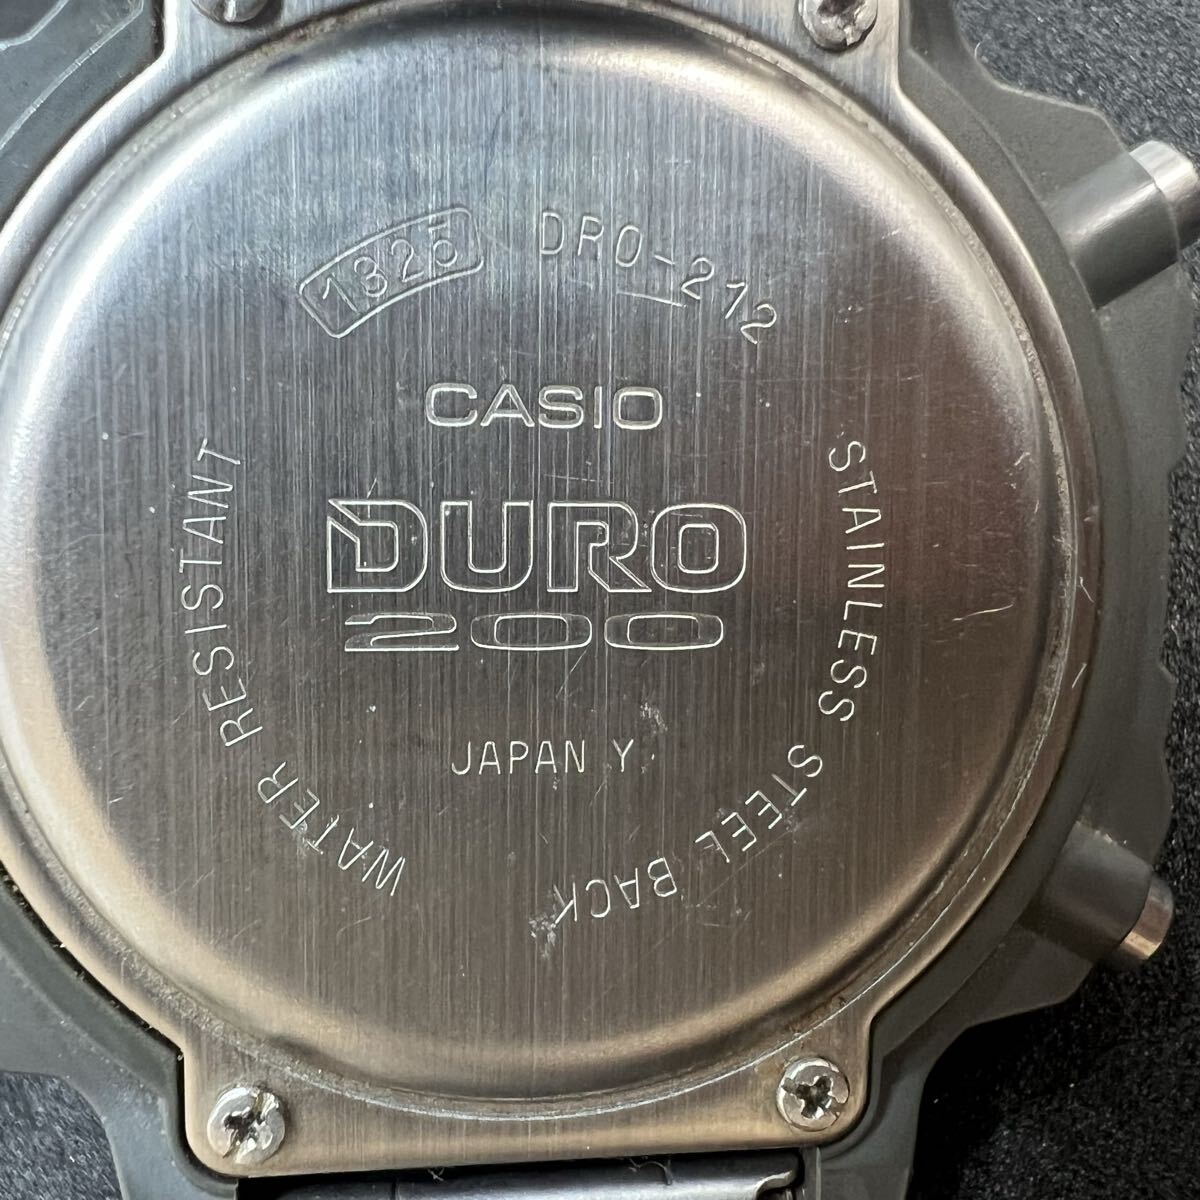 1325 DRO-212
CASIO
DURO
200
JAPAN Y
WATER RESISTANT
STAINLESS STEEL BACK